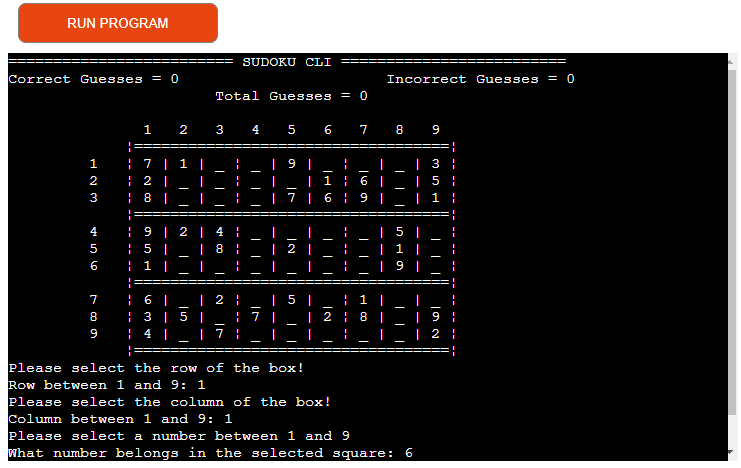 RUN PROGRAM
========================= SUDOKU CLI =========================
Correct Guesses = 0                       Incorrect Guesses = 0
                       Total Guesses = 0
               1   2   3   4   5   6   7   8   9
             ¦===================================¦
         1   ¦ 7 | 1 | _ ¦ _ | 9 | _ ¦ _ | _ | 3 ¦
         2   ¦ 2 | _ | _ ¦ _ | _ | 1 ¦ 6 | _ | 5 ¦
         3   ¦ 8 | _ | _ ¦ _ | 7 | 6 ¦ 9 | _ | 1 ¦
             ¦===================================¦
         4   ¦ 9 | 2 | 4 ¦ _ | _ | _ ¦ _ | 5 | _ ¦
         5   ¦ 5 | _ | 8 ¦ _ | 2 | _ ¦ _ | 1 | _ ¦
         6   ¦ 1 | _ | _ ¦ _ | _ | _ ¦ _ | 9 | _ ¦
             ¦===================================¦
         7   ¦ 6 | _ | 2 ¦ _ | 5 | _ ¦ 1 | _ | _ ¦
         8   ¦ 3 | 5 | _ ¦ 7 | _ | 2 ¦ 8 | _ | 9 ¦
         9   ¦ 4 | _ | 7 ¦ _ | _ | _ ¦ _ | _ | 2 ¦
             ¦===================================¦
Please select the row of the box!
Row between 1 and 9: 1
Please select the column of the box!
Column between 1 and 9: 1
Please select a number between 1 and 9
What number belongs in the selected square: 6